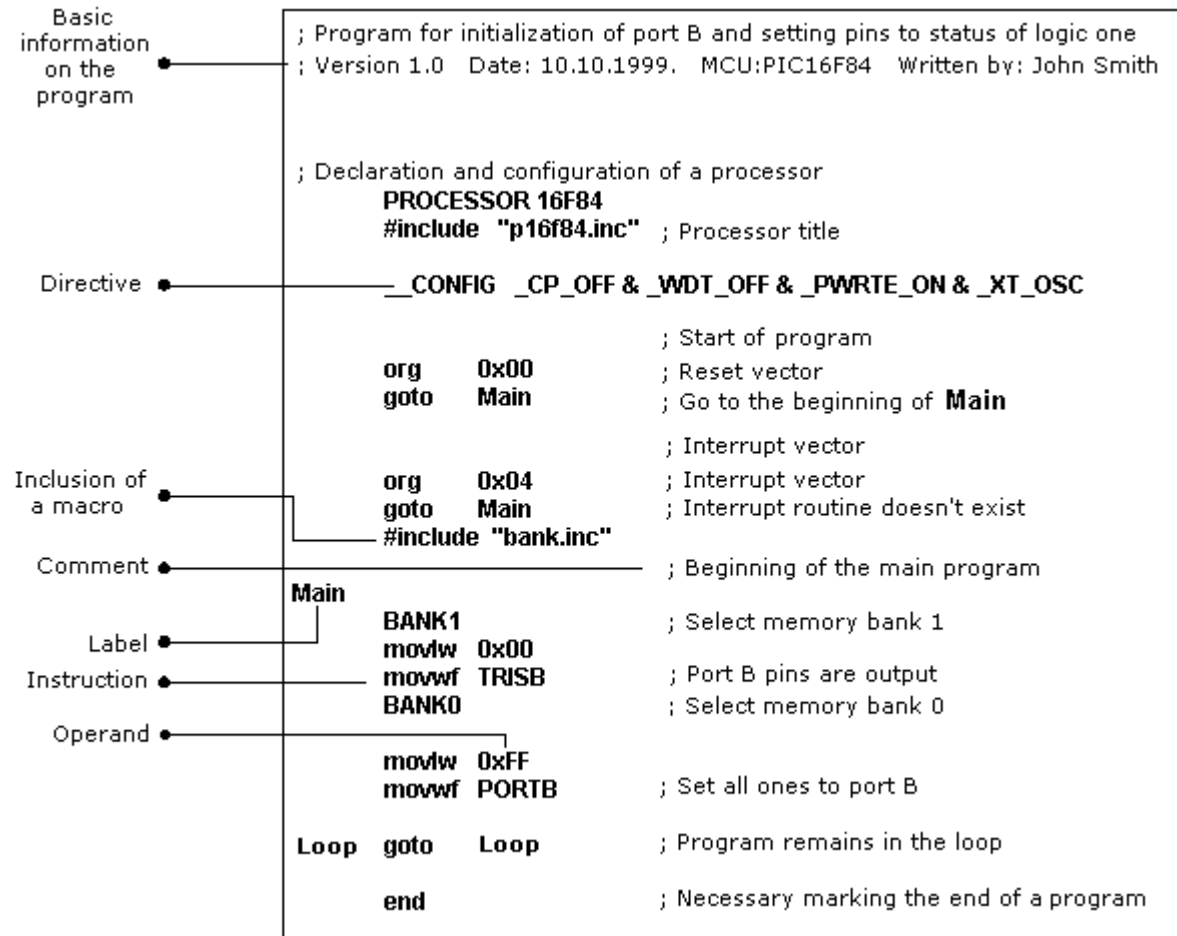 Basic
information
on the
program
; Program for initialization of port B and setting pins to status of logic one
; Version 1.0 Date: 10.10.1999. MCU:PIC16F84 Written by: John Smith
; Declaration and configuration of a processor
PROCESSOR 16F84
#include "p16f84.inc" ; Processor title
Directive
__CONFIG _CP_OFF & _WDT_OFF & _PWRTE_ON & _XT_OSC
; Start of program
org 0x00 ; Reset vector
goto Main ; Go to the beginning of Main
; Interrupt vector
Inclusion of
a macro
org 0x04 ; Interrupt vector
goto Main ; Interrupt routine doesn't exist
#include "bank.inc"
Comment
; Beginning of the main program
Main
Label
BANK1 ; Select memory bank 1
movlw 0x00
Instruction
movwf TRISB ; Port B pins are output
BANK0 ; Select memory bank 0
Operand
movlw 0xFF
movwf PORTB ; Set all ones to port B
Loop goto Loop ; Program remains in the loop
end ; Necessary marking the end of a program